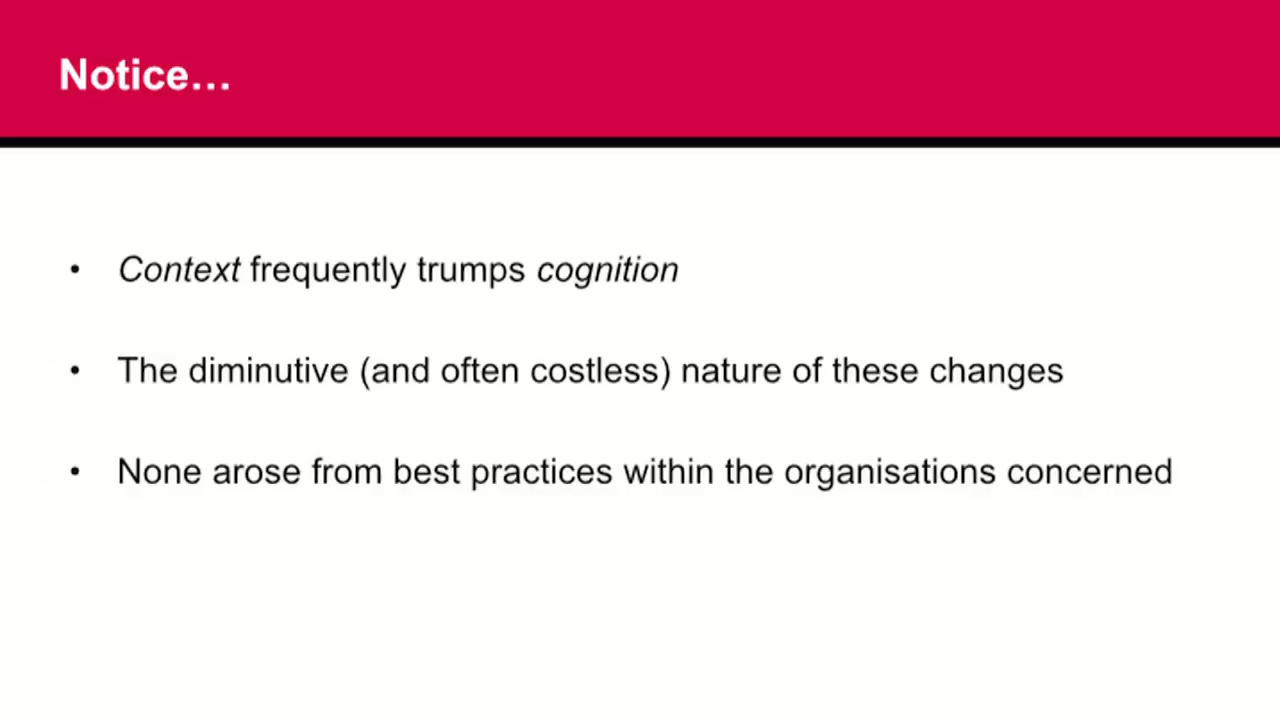 Notice…
• Context frequently trumps cognition
• The diminutive (and often costless) nature of these changes
• None arose from best practices within the organisations concerned